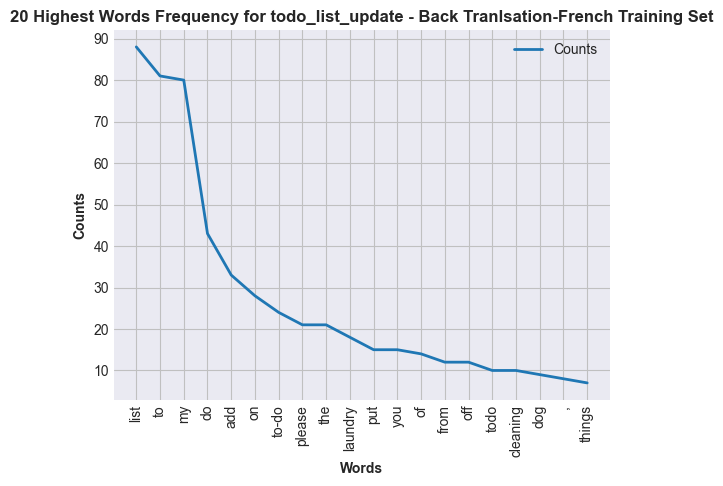 20 Highest Words Frequency for todo_list_update - Back Tranlsation-French Training Set
Counts
90
80
70
60
50
40
30
20
10
Counts
list
to
my
do
add
on
to-do
please
the
laundry
put
you
of
from
off
todo
cleaning
dog
,
things
Words